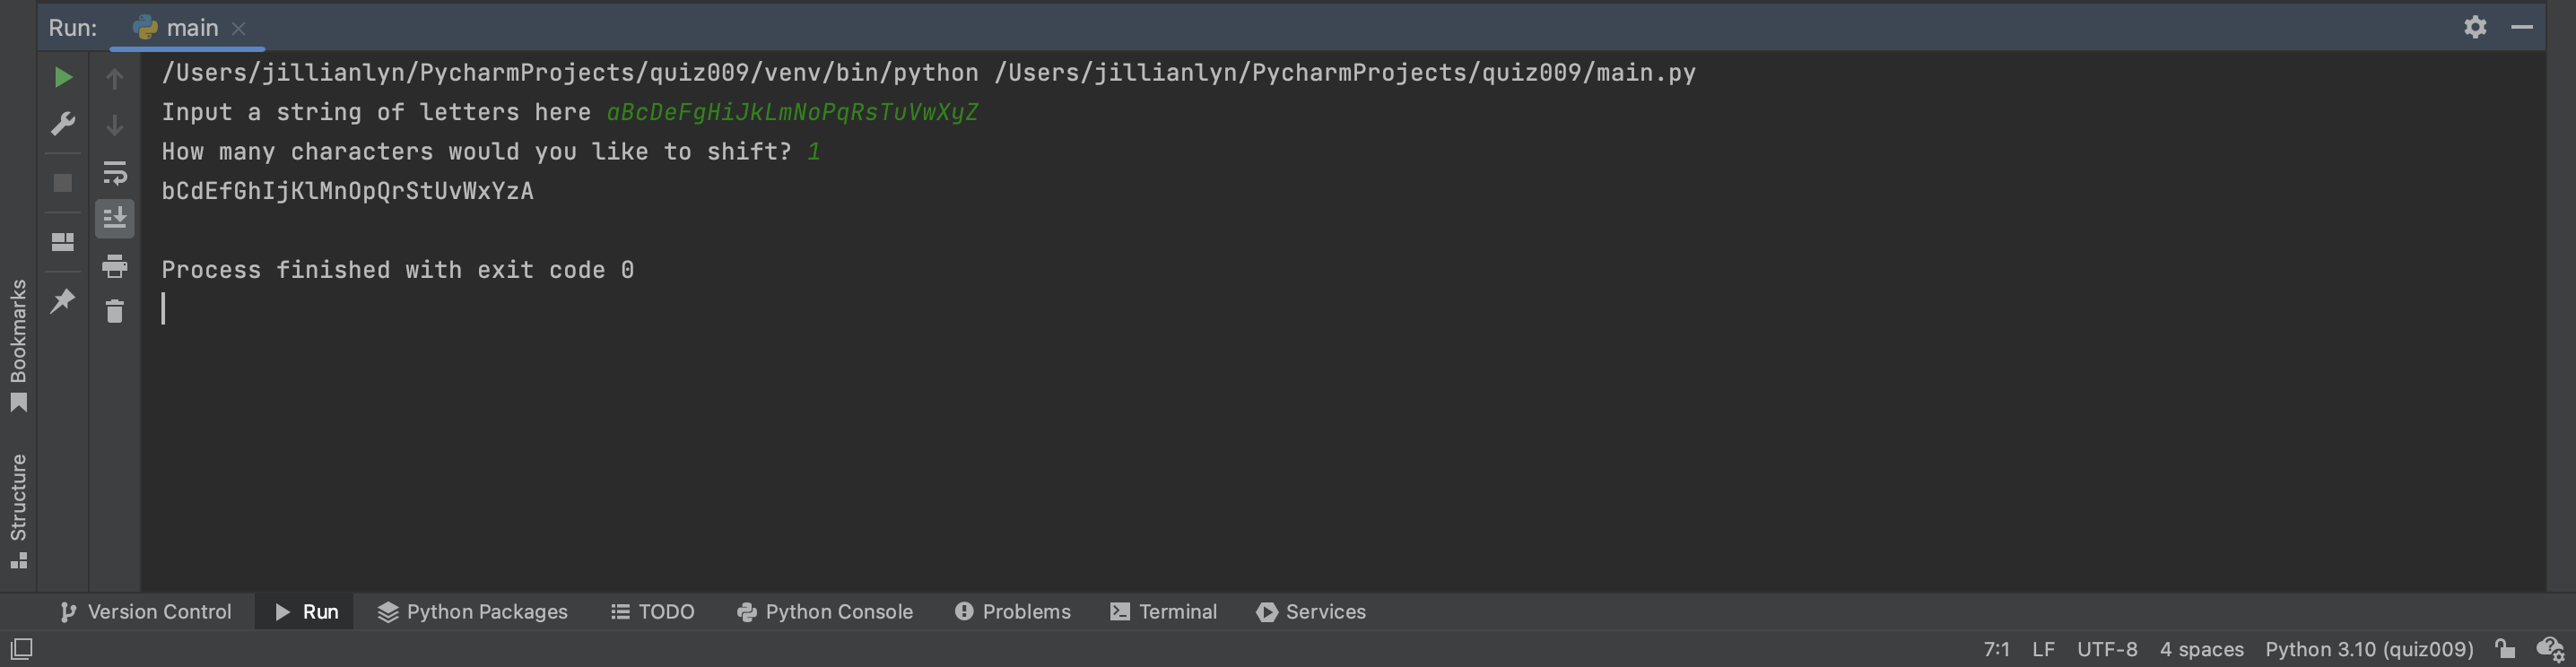 Run: main
/Users/jillianlyn/PycharmProjects/quiz009/venv/bin/python /Users/jillianlyn/PycharmProjects/quiz009/main.py
Input a string of letters here aBcDeFgHiJkLmNoPqRsTuVwXyZ
How many characters would you like to shift? 1
bCdEfGhIjKlMnOpQrStUvWxYzA
Process finished with exit code 0
Bookmarks
Structure
Version Control Run Python Packages TODO Python Console Problems Terminal Services
7:1 LF UTF-8 4 spaces Python 3.10 (quiz009)